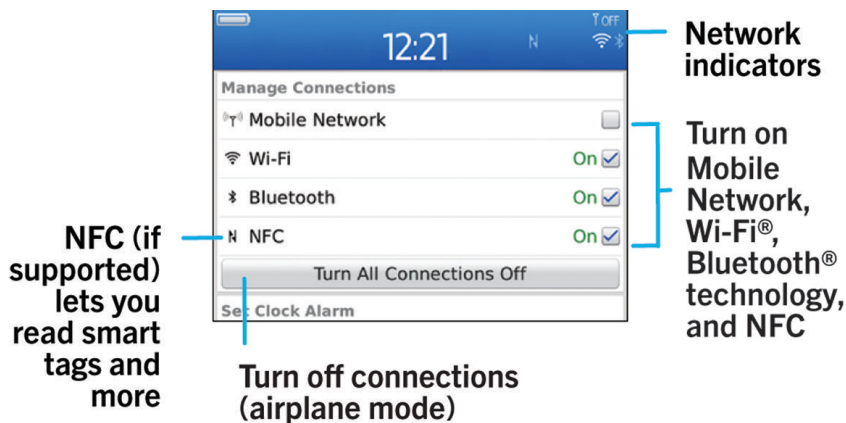 OFF
12:21
Network
indicators
Manage Connections
Mobile Network
Wi-Fi On
Bluetooth On
NFC On
Turn All Connections Off
Set Clock Alarm
Turn on
Mobile
Network,
Wi-Fi®,
Bluetooth®
technology,
and NFC
NFC (if
supported)
lets you
read smart
tags and
more
Turn off connections
(airplane mode)